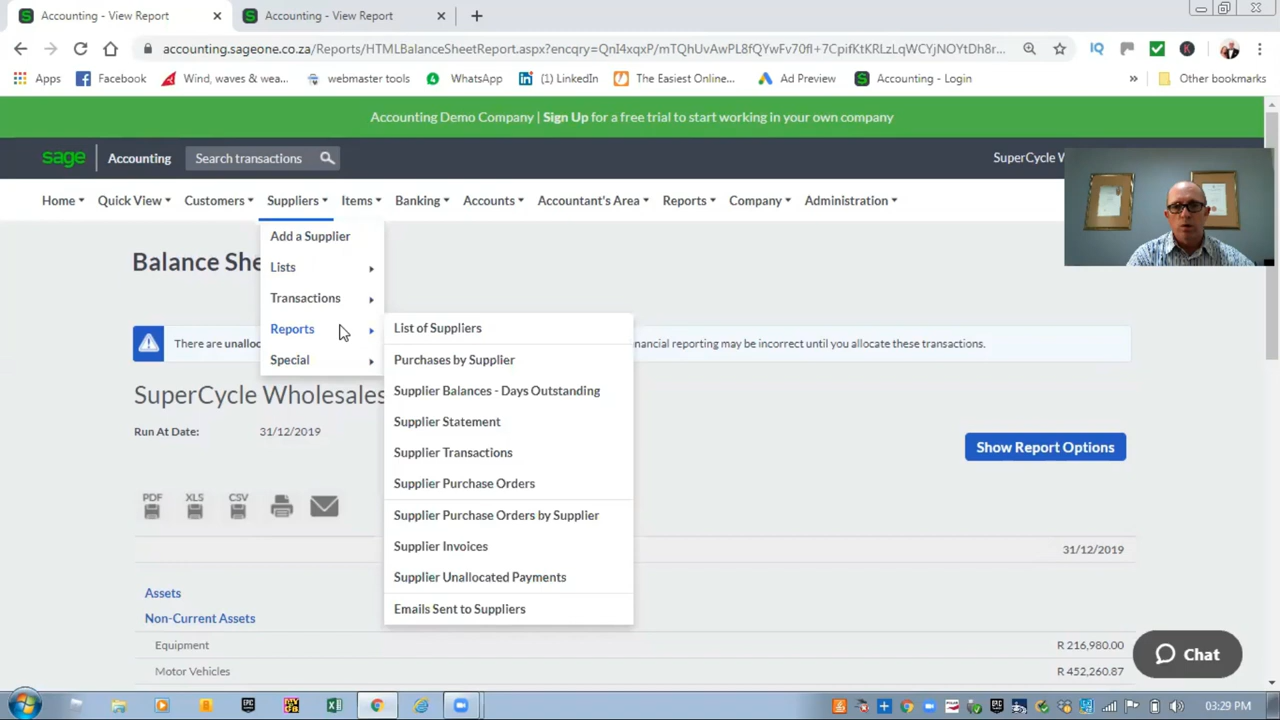 Accounting - View Report
Accounting - View Report
accounting.sageone.co.za/Reports/HTMLBalanceSheetReport.aspx?encqry=QnI4xqxP/mTQhUvAwPL8fQYwFv70fl+7CpifKtKRLzLqWCYjNOYtDh8r...
Apps
Facebook
Wind, waves & wea...
webmaster tools
WhatsApp
(1) LinkedIn
The Easiest Online...
Ad Preview
Accounting - Login
Other bookmarks
Accounting Demo Company | Sign Up for a free trial to start working in your own company
sage Accounting
Search transactions
SuperCycle W
Home
Quick View
Customers
Suppliers
Items
Banking
Accounts
Accountant's Area
Reports
Company
Administration
Add a Supplier
Balance She
Lists
Transactions
Reports
Special
List of Suppliers
Purchases by Supplier
Supplier Balances - Days Outstanding
Supplier Statement
Supplier Transactions
Supplier Purchase Orders
Supplier Purchase Orders by Supplier
Supplier Invoices
Supplier Unallocated Payments
Emails Sent to Suppliers
There are unalloc
nancial reporting may be incorrect until you allocate these transactions.
SuperCycle Wholesales
Run At Date: 31/12/2019
Show Report Options
PDF
XLS
CSV
31/12/2019
Assets
Non-Current Assets
Equipment R 216,980.00
Motor Vehicles R 452,260.87
Chat
03:29 PM